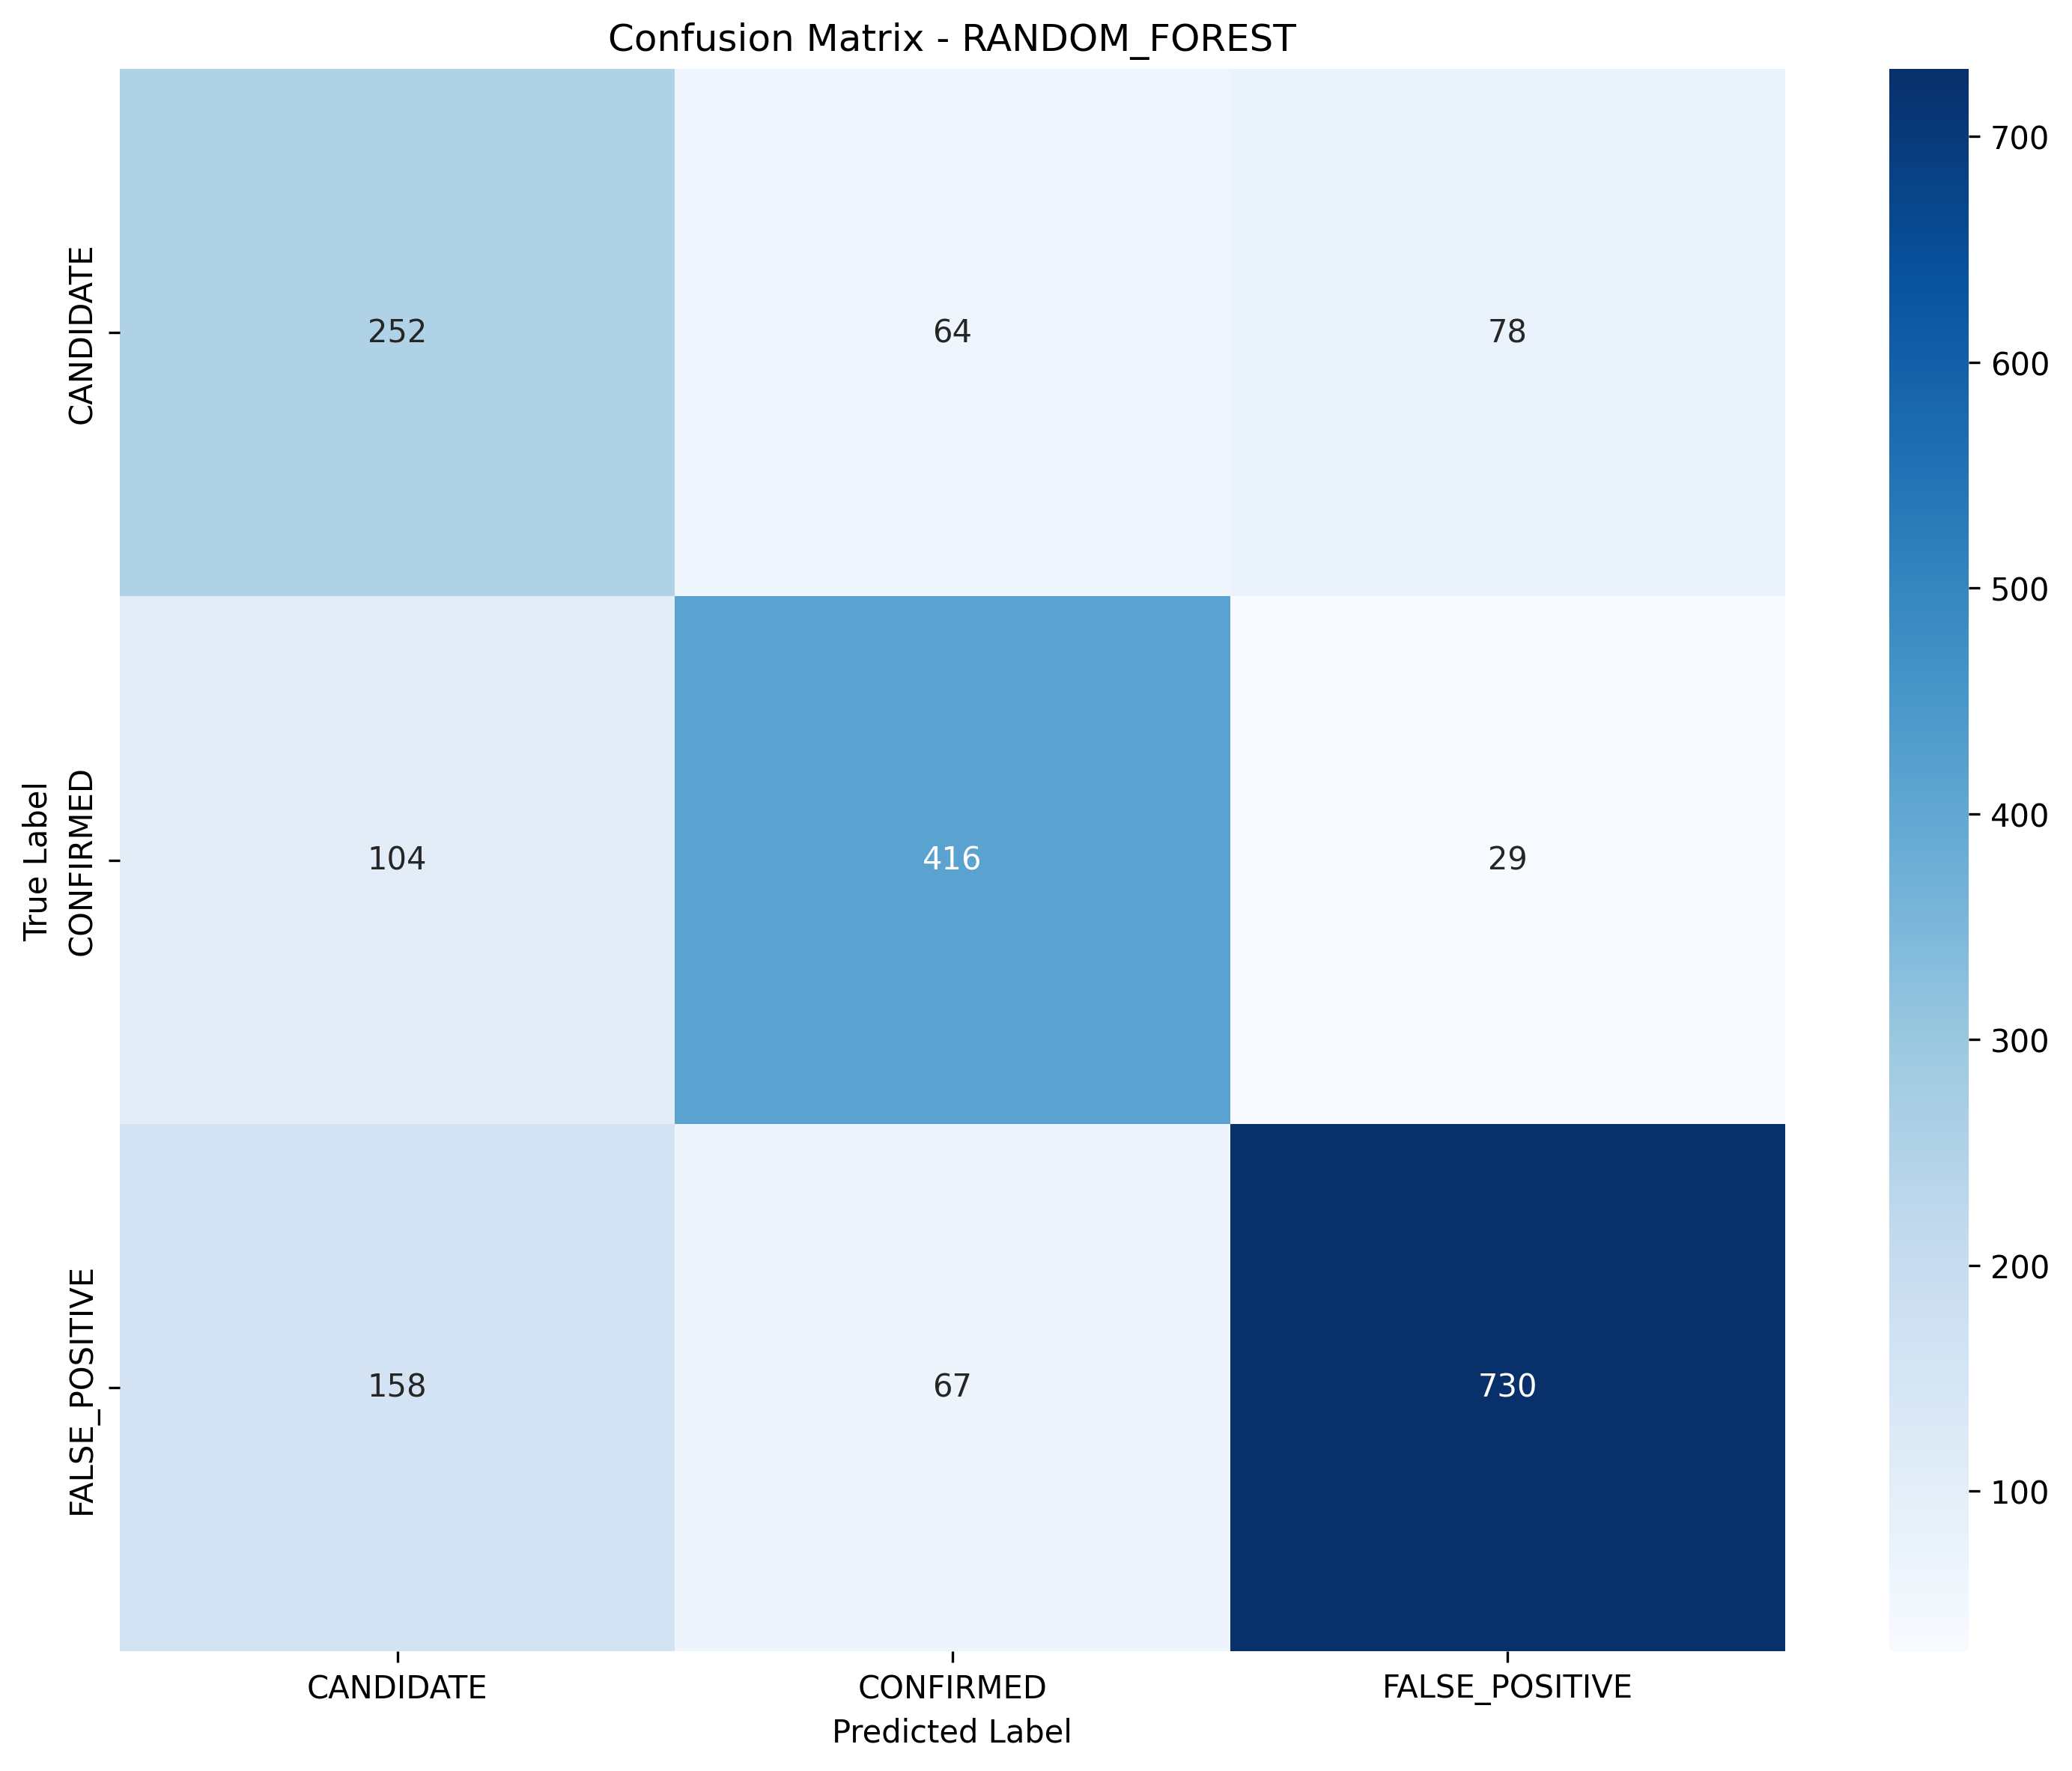 Confusion Matrix - RANDOM_FOREST
True Label
CANDIDATE
252 64 78
CONFIRMED
104 416 29
FALSE_POSITIVE
158 67 730
CANDIDATE CONFIRMED FALSE_POSITIVE
Predicted Label
700
600
500
400
300
200
100